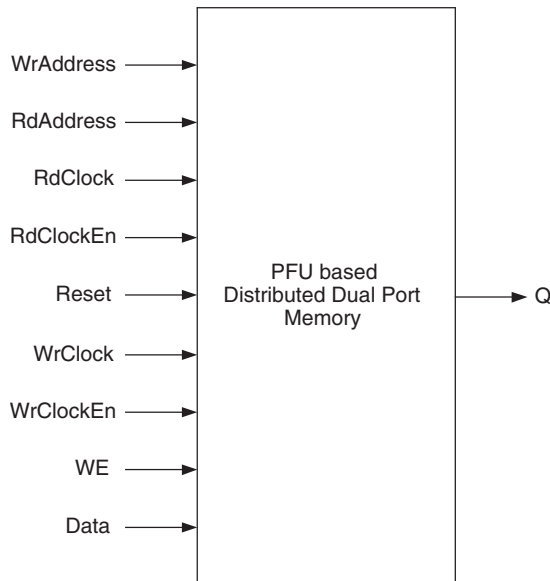 WrAddress
RdAddress
RdClock
RdClockEn
Reset
WrClock
WrClockEn
WE
Data
PFU based
Distributed Dual Port
Memory
Q